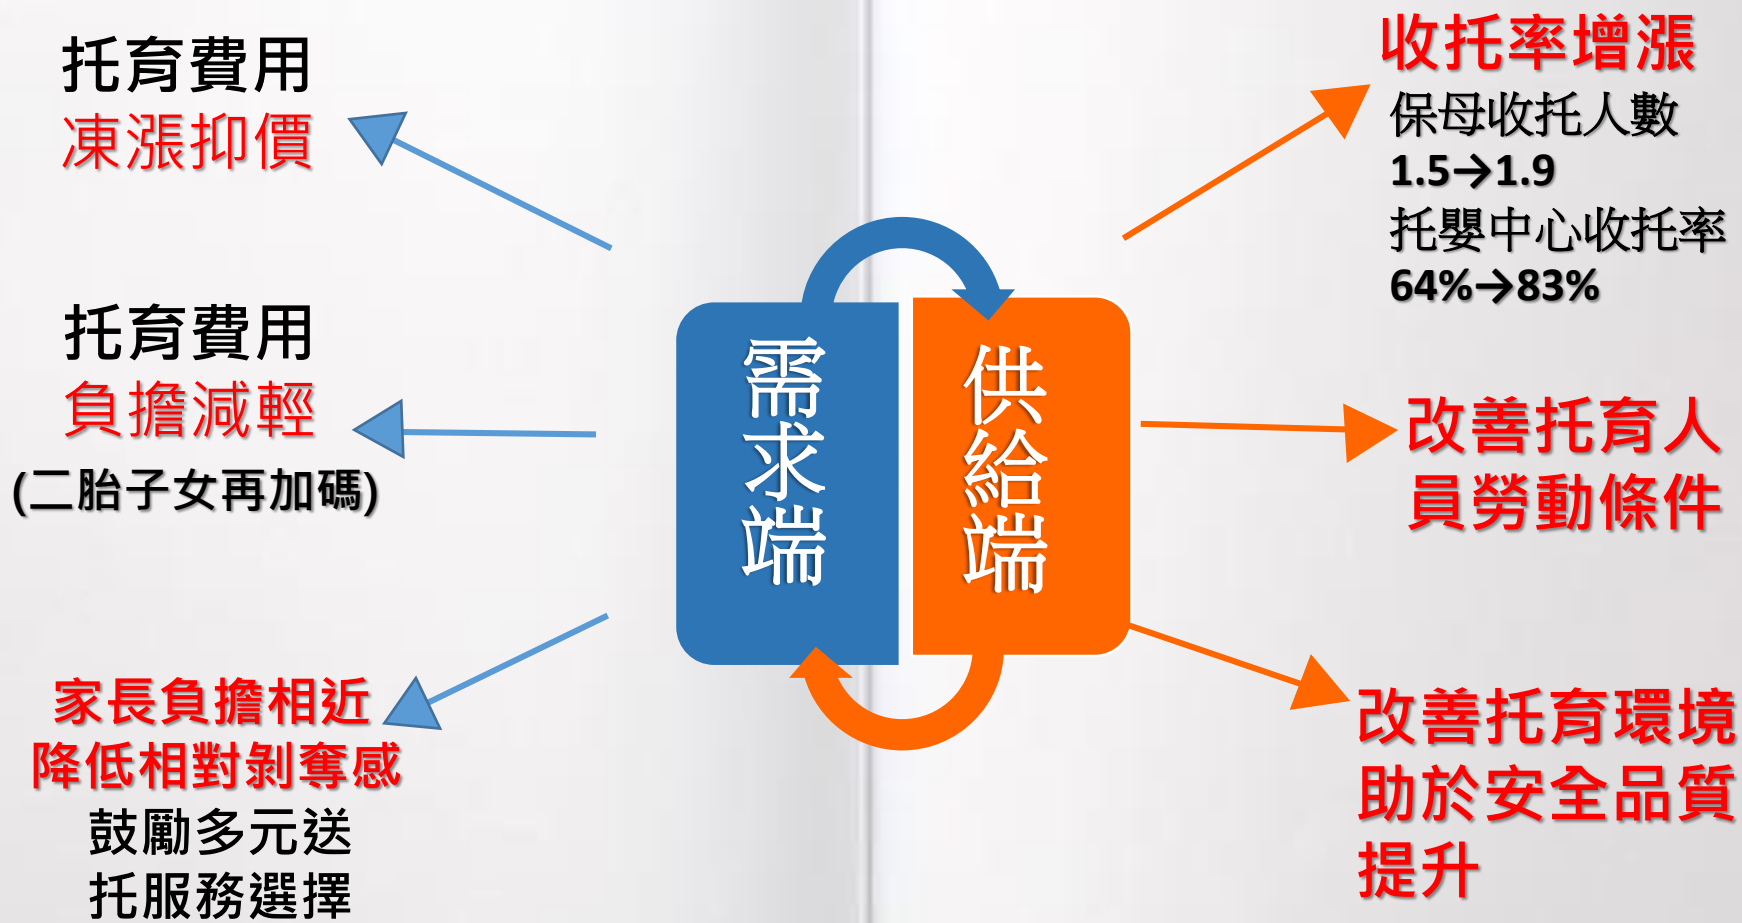 托育費用
凍漲抑價
托育費用
負擔減輕
(二胎子女再加碼)
家長負擔相近
降低相對剝奪感
鼓勵多元送
托服務選擇
需求端
供給端
收托率增漲
保母收托人數
1.5→1.9
托嬰中心收托率
64%→83%
改善托育人
員勞動條件
改善托育環境
助於安全品質
提升